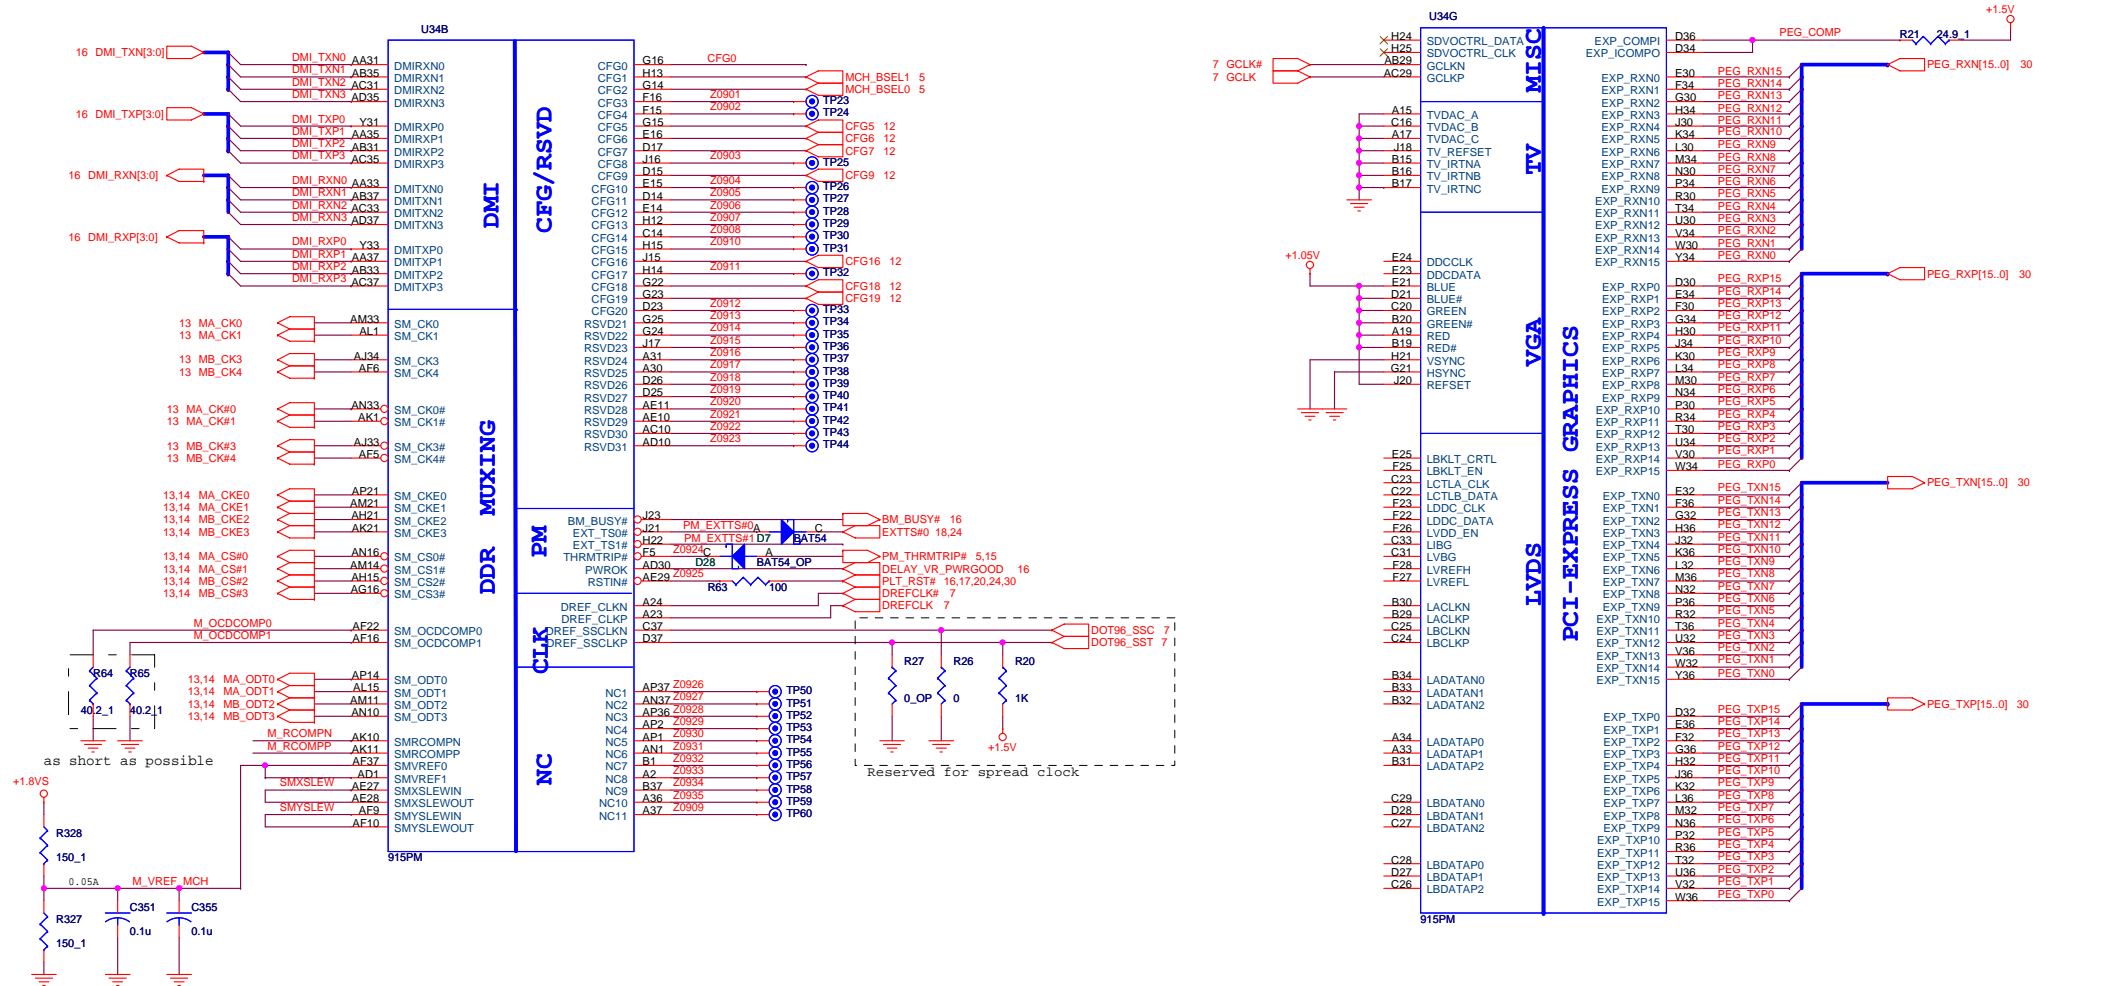 U34B
16 DMI_TXN[3:0]
DMI_TXN0 AA31 DMIRXN0
DMI_TXN1 AB35 DMIRXN1
DMI_TXN2 AC31 DMIRXN2
DMI_TXN3 AD35 DMIRXN3
16 DMI_TXP[3:0]
DMI_TXP0 Y31 DMIRXP0
DMI_TXP1 AA35 DMIRXP1
DMI_TXP2 AB31 DMIRXP2
DMI_TXP3 AC35 DMIRXP3
16 DMI_RXN[3:0]
DMI_RXN0 AA33 DMITXN0
DMI_RXN1 AB37 DMITXN1
DMI_RXN2 AC33 DMITXN2
DMI_RXN3 AD37 DMITXN3
16 DMI_RXP[3:0]
DMI_RXP0 Y33 DMITXP0
DMI_RXP1 AA37 DMITXP1
DMI_RXP2 AB33 DMITXP2
DMI_RXP3 AC37 DMITXP3
DMI
13 MA_CK0 AM33 SM_CK0
13 MA_CK1 AL1 SM_CK1
13 MB_CK3 AJ34 SM_CK3
13 MB_CK4 AF6 SM_CK4
13 MA_CK#0 AN33 SM_CK0#
13 MA_CK#1 AK1 SM_CK1#
13 MB_CK#3 AJ33 SM_CK3#
13 MB_CK#4 AF5 SM_CK4#
13,14 MA_CKE0 AP21 SM_CKE0
13,14 MA_CKE1 AM21 SM_CKE1
13,14 MB_CKE2 AH21 SM_CKE2
13,14 MB_CKE3 AK21 SM_CKE3
13,14 MA_CS#0 AN16 SM_CS0#
13,14 MA_CS#1 AM14 SM_CS1#
13,14 MB_CS#2 AH15 SM_CS2#
13,14 MB_CS#3 AG16 SM_CS3#
DDR MUXING
M_OCDCOMP0 AF22 SM_OCDCOMP0
M_OCDCOMP1 AF16 SM_OCDCOMP1
R64 R65
40.2_1 40.2_1
as short as possible
13,14 MA_ODT0 AP14 SM_ODT0
13,14 MA_ODT1 AL15 SM_ODT1
13,14 MB_ODT2 AM11 SM_ODT2
13,14 MB_ODT3 AN10 SM_ODT3
M_RCOMPN AK10 SMRCOMPN
M_RCOMPP AK11 SMRCOMPP
AF37 SMVREF0
AD1 SMVREF1
SMXSLEW AE27 SMXSLEWIN
AE28 SMXSLEWOUT
SMYSLEW AF9 SMYSLEWIN
AF10 SMYSLEWOUT
915PM
+1.8VS
R328
150_1
0.05A M_VREF_MCH
R327
150_1
C351
0.1u
C355
0.1u
CFG/RSVD
CFG0 G16 CFG0
CFG1 H13 MCH_BSEL1 5
CFG2 G14 MCH_BSEL0 5
CFG3 F16 Z0901 TP23
CFG4 F15 Z0902 TP24
CFG5 G15 CFG5 12
CFG6 E16 CFG6 12
CFG7 D17 CFG7 12
CFG8 J16 Z0903 TP25
CFG9 D15 CFG9 12
CFG10 E15 Z0904 TP26
CFG11 D14 Z0905 TP27
CFG12 E14 Z0906 TP28
CFG13 H12 Z0907 TP29
CFG14 C14 Z0908 TP30
CFG15 H15 Z0910 TP31
CFG16 J15 CFG16 12
CFG17 H14 Z0911 TP32
CFG18 G22 CFG18 12
CFG19 G23 CFG19 12
CFG20 D23 Z0912 TP33
RSVD21 G25 Z0913 TP34
RSVD22 G24 Z0914 TP35
RSVD23 J17 Z0915 TP36
RSVD24 A31 Z0916 TP37
RSVD25 A30 Z0917 TP38
RSVD26 D26 Z0918 TP39
RSVD27 D25 Z0919 TP40
RSVD28 AE11 Z0920 TP41
RSVD29 AE10 Z0921 TP42
RSVD30 AC10 Z0922 TP43
RSVD31 AD10 Z0923 TP44
PM
BM_BUSY# J23 BM_BUSY# 16
EXT_TS0# J21 PM_EXTTS#0 A D7 C BAT54 EXTTS#0 18,24
EXT_TS1# H22 PM_EXTTS#1
THRMTRIP# F5 Z0924 C D28 A BAT54_OP PM_THRMTRIP# 5,15
PWROK AD30 DELAY_VR_PWRGOOD 16
RSTIN# AE29 Z0925 R63 100 PLT_RST# 16,17,20,24,30
CLK
DREF_CLKN A24 DREFCLK# 7
DREF_CLKP A23 DREFCLK 7
DREF_SSCLKN C37 DOT96_SSC 7
DREF_SSCLKP D37 DOT96_SST 7
R27 R26 R20
0_OP 0 1K
+1.5V
Reserved for spread clock
NC
NC1 AP37 Z0926 TP50
NC2 AN37 Z0927 TP51
NC3 AP36 Z0928 TP52
NC4 AP2 Z0929 TP53
NC5 AP1 Z0930 TP54
NC6 AN1 Z0931 TP55
NC7 B1 Z0932 TP56
NC8 A2 Z0933 TP57
NC9 B37 Z0934 TP58
NC10 A36 Z0935 TP59
NC11 A37 Z0909 TP60
U34G
H24 SDVOCTRL_DATA
H25 SDVOCTRL_CLK
7 GCLK# AB29 GCLKN
7 GCLK AC29 GCLKP
MISC
A15 TVDAC_A
C16 TVDAC_B
A17 TVDAC_C
J18 TV_REFSET
B15 TV_IRTNA
B16 TV_IRTNB
B17 TV_IRTNC
TV
+1.05V
E24 DDCCLK
E23 DDCDATA
E21 BLUE
D21 BLUE#
C20 GREEN
B20 GREEN#
A19 RED
B19 RED#
H21 VSYNC
G21 HSYNC
J20 REFSET
VGA
E25 LBKLT_CRTL
F25 LBKLT_EN
C23 LCTLA_CLK
C22 LCTLB_DATA
F23 LDDC_CLK
F22 LDDC_DATA
F26 LVDD_EN
C33 LIBG
C31 LVBG
F28 LVREFH
F27 LVREFL
B30 LACLKN
B29 LACLKP
C25 LBCLKN
C24 LBCLKP
B34 LADATAN0
B33 LADATAN1
B32 LADATAN2
A34 LADATAP0
A33 LADATAP1
B31 LADATAP2
C29 LBDATAN0
D28 LBDATAN1
C27 LBDATAN2
C28 LBDATAP0
D27 LBDATAP1
C26 LBDATAP2
LVDS
915PM
PCI-EXPRESS GRAPHICS
EXP_COMPI D36 PEG_COMP R21 24.9_1 +1.5V
EXP_ICOMPO D34
PEG_RXN[15..0] 30
EXP_RXN0 E30 PEG_RXN15
EXP_RXN1 F34 PEG_RXN14
EXP_RXN2 G30 PEG_RXN13
EXP_RXN3 H34 PEG_RXN12
EXP_RXN4 J30 PEG_RXN11
EXP_RXN5 K34 PEG_RXN10
EXP_RXN6 L30 PEG_RXN9
EXP_RXN7 M34 PEG_RXN8
EXP_RXN8 N30 PEG_RXN7
EXP_RXN9 P34 PEG_RXN6
EXP_RXN10 R30 PEG_RXN5
EXP_RXN11 T34 PEG_RXN4
EXP_RXN12 U30 PEG_RXN3
EXP_RXN13 V34 PEG_RXN2
EXP_RXN14 W30 PEG_RXN1
EXP_RXN15 Y34 PEG_RXN0
PEG_RXP[15..0] 30
EXP_RXP0 D30 PEG_RXP15
EXP_RXP1 E34 PEG_RXP14
EXP_RXP2 F30 PEG_RXP13
EXP_RXP3 G34 PEG_RXP12
EXP_RXP4 H30 PEG_RXP11
EXP_RXP5 J34 PEG_RXP10
EXP_RXP6 K30 PEG_RXP9
EXP_RXP7 L34 PEG_RXP8
EXP_RXP8 M30 PEG_RXP7
EXP_RXP9 N34 PEG_RXP6
EXP_RXP10 P30 PEG_RXP5
EXP_RXP11 R34 PEG_RXP4
EXP_RXP12 T30 PEG_RXP3
EXP_RXP13 U34 PEG_RXP2
EXP_RXP14 V30 PEG_RXP1
EXP_RXP15 W34 PEG_RXP0
PEG_TXN[15..0] 30
EXP_TXN0 E32 PEG_TXN15
EXP_TXN1 F36 PEG_TXN14
EXP_TXN2 G32 PEG_TXN13
EXP_TXN3 H36 PEG_TXN12
EXP_TXN4 J32 PEG_TXN11
EXP_TXN5 K36 PEG_TXN10
EXP_TXN6 L32 PEG_TXN9
EXP_TXN7 M36 PEG_TXN8
EXP_TXN8 N32 PEG_TXN7
EXP_TXN9 P36 PEG_TXN6
EXP_TXN10 R32 PEG_TXN5
EXP_TXN11 T36 PEG_TXN4
EXP_TXN12 U32 PEG_TXN3
EXP_TXN13 V36 PEG_TXN2
EXP_TXN14 W32 PEG_TXN1
EXP_TXN15 Y36 PEG_TXN0
PEG_TXP[15..0] 30
EXP_TXP0 D32 PEG_TXP15
EXP_TXP1 E36 PEG_TXP14
EXP_TXP2 F32 PEG_TXP13
EXP_TXP3 G36 PEG_TXP12
EXP_TXP4 H32 PEG_TXP11
EXP_TXP5 J36 PEG_TXP10
EXP_TXP6 K32 PEG_TXP9
EXP_TXP7 L36 PEG_TXP8
EXP_TXP8 M32 PEG_TXP7
EXP_TXP9 N36 PEG_TXP6
EXP_TXP10 P32 PEG_TXP5
EXP_TXP11 R36 PEG_TXP4
EXP_TXP12 T32 PEG_TXP3
EXP_TXP13 U36 PEG_TXP2
EXP_TXP14 V32 PEG_TXP1
EXP_TXP15 W36 PEG_TXP0